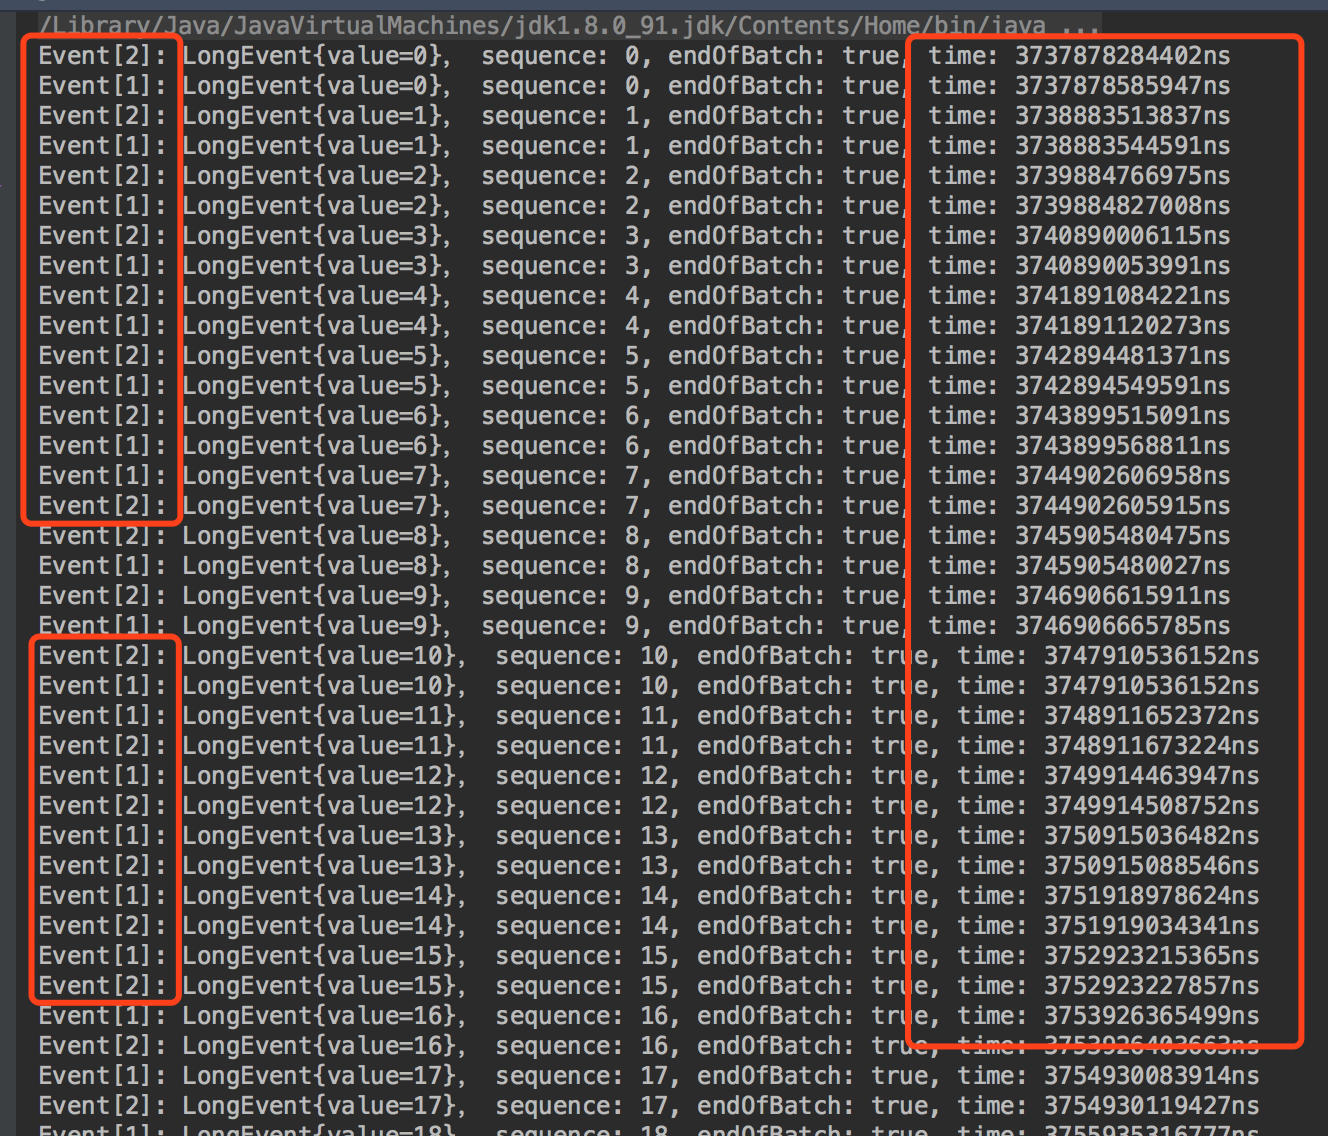 /Library/Java/JavaVirtualMachines/jdk1.8.0_91.jdk/Contents/Home/bin/java ...
Event[2]: LongEvent{value=0},  sequence: 0, endOfBatch: true, time: 3737878284402ns
Event[1]: LongEvent{value=0},  sequence: 0, endOfBatch: true, time: 3737878585947ns
Event[2]: LongEvent{value=1},  sequence: 1, endOfBatch: true, time: 3738883513837ns
Event[1]: LongEvent{value=1},  sequence: 1, endOfBatch: true, time: 3738883544591ns
Event[2]: LongEvent{value=2},  sequence: 2, endOfBatch: true, time: 3739884766975ns
Event[1]: LongEvent{value=2},  sequence: 2, endOfBatch: true, time: 3739884827008ns
Event[2]: LongEvent{value=3},  sequence: 3, endOfBatch: true, time: 3740890006115ns
Event[1]: LongEvent{value=3},  sequence: 3, endOfBatch: true, time: 3740890053991ns
Event[2]: LongEvent{value=4},  sequence: 4, endOfBatch: true, time: 3741891084221ns
Event[1]: LongEvent{value=4},  sequence: 4, endOfBatch: true, time: 3741891120273ns
Event[2]: LongEvent{value=5},  sequence: 5, endOfBatch: true, time: 3742894481371ns
Event[1]: LongEvent{value=5},  sequence: 5, endOfBatch: true, time: 3742894549591ns
Event[2]: LongEvent{value=6},  sequence: 6, endOfBatch: true, time: 3743899515091ns
Event[1]: LongEvent{value=6},  sequence: 6, endOfBatch: true, time: 3743899568811ns
Event[1]: LongEvent{value=7},  sequence: 7, endOfBatch: true, time: 3744902606958ns
Event[2]: LongEvent{value=7},  sequence: 7, endOfBatch: true, time: 3744902605915ns
Event[2]: LongEvent{value=8},  sequence: 8, endOfBatch: true, time: 3745905480475ns
Event[1]: LongEvent{value=8},  sequence: 8, endOfBatch: true, time: 3745905480027ns
Event[2]: LongEvent{value=9},  sequence: 9, endOfBatch: true, time: 3746906615911ns
Event[1]: LongEvent{value=9},  sequence: 9, endOfBatch: true, time: 3746906665785ns
Event[2]: LongEvent{value=10},  sequence: 10, endOfBatch: true, time: 3747910536152ns
Event[1]: LongEvent{value=10},  sequence: 10, endOfBatch: true, time: 3747910536152ns
Event[1]: LongEvent{value=11},  sequence: 11, endOfBatch: true, time: 3748911652372ns
Event[2]: LongEvent{value=11},  sequence: 11, endOfBatch: true, time: 3748911673224ns
Event[1]: LongEvent{value=12},  sequence: 12, endOfBatch: true, time: 3749914463947ns
Event[2]: LongEvent{value=12},  sequence: 12, endOfBatch: true, time: 3749914508752ns
Event[1]: LongEvent{value=13},  sequence: 13, endOfBatch: true, time: 3750915036482ns
Event[2]: LongEvent{value=13},  sequence: 13, endOfBatch: true, time: 3750915088546ns
Event[1]: LongEvent{value=14},  sequence: 14, endOfBatch: true, time: 3751918978624ns
Event[2]: LongEvent{value=14},  sequence: 14, endOfBatch: true, time: 3751919034341ns
Event[1]: LongEvent{value=15},  sequence: 15, endOfBatch: true, time: 3752923215365ns
Event[2]: LongEvent{value=15},  sequence: 15, endOfBatch: true, time: 3752923227857ns
Event[1]: LongEvent{value=16},  sequence: 16, endOfBatch: true, time: 3753926365499ns
Event[2]: LongEvent{value=16},  sequence: 16, endOfBatch: true, time: 3753926403663ns
Event[1]: LongEvent{value=17},  sequence: 17, endOfBatch: true, time: 3754930083914ns
Event[2]: LongEvent{value=17},  sequence: 17, endOfBatch: true, time: 3754930119427ns
Event[1]: LongEvent{value=18},  sequence: 18, endOfBatch: true, time: 3755935316777ns